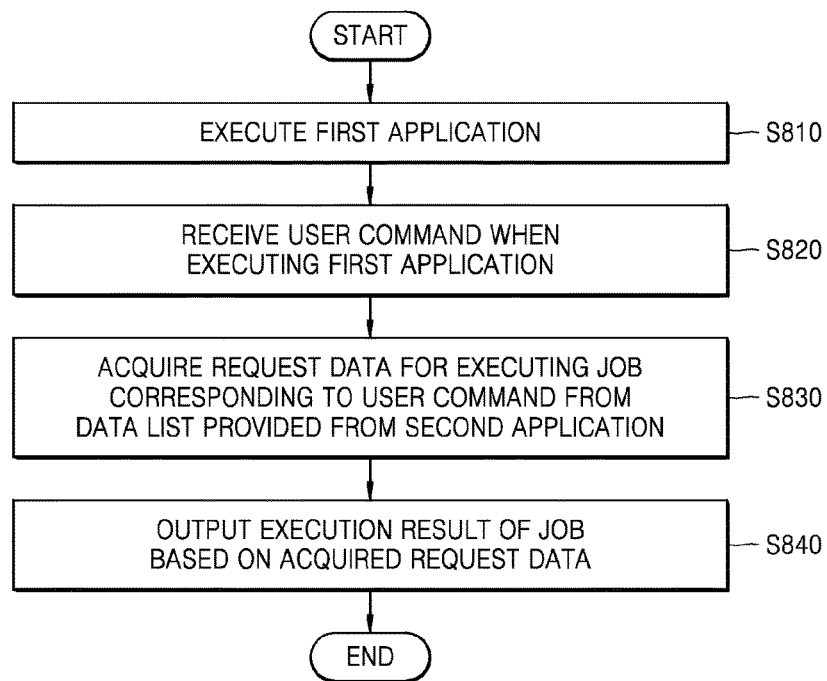 START
EXECUTE FIRST APPLICATION
S810
RECEIVE USER COMMAND WHEN
EXECUTING FIRST APPLICATION
S820
ACQUIRE REQUEST DATA FOR EXECUTING JOB
CORRESPONDING TO USER COMMAND FROM
DATA LIST PROVIDED FROM SECOND APPLICATION
S830
OUTPUT EXECUTION RESULT OF JOB
BASED ON ACQUIRED REQUEST DATA
S840
END